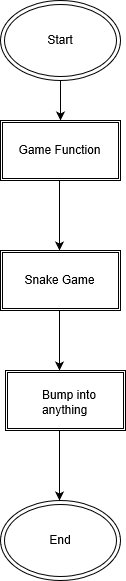 Start
Game Function
Snake Game
Bump into
anything
End